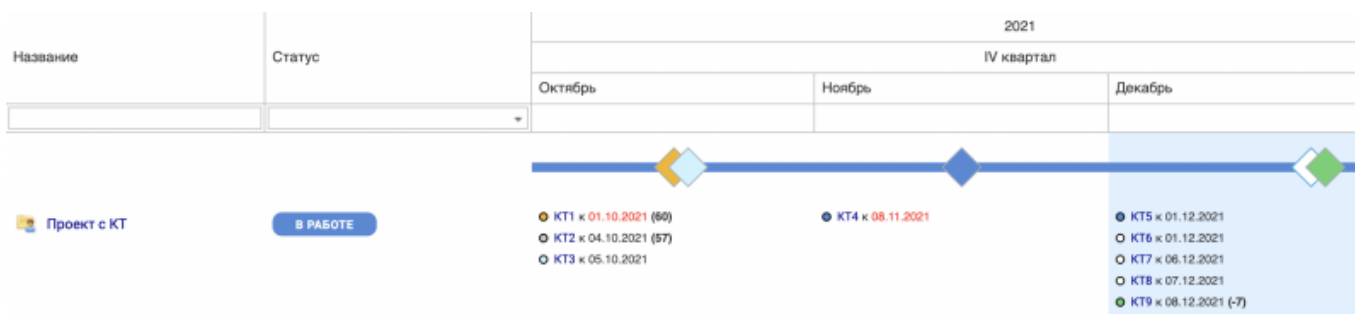 2021
Название
Статус
IV квартал
Октябрь
Ноябрь
Декабрь
Проект с КТ
В РАБОТЕ
КТ1 к 01.10.2021 (60)
КТ2 к 04.10.2021 (57)
КТ3 к 05.10.2021
КТ4 к 08.11.2021
КТ5 к 01.12.2021
КТ6 к 01.12.2021
КТ7 к 06.12.2021
КТ8 к 07.12.2021
КТ9 к 08.12.2021 (-7)